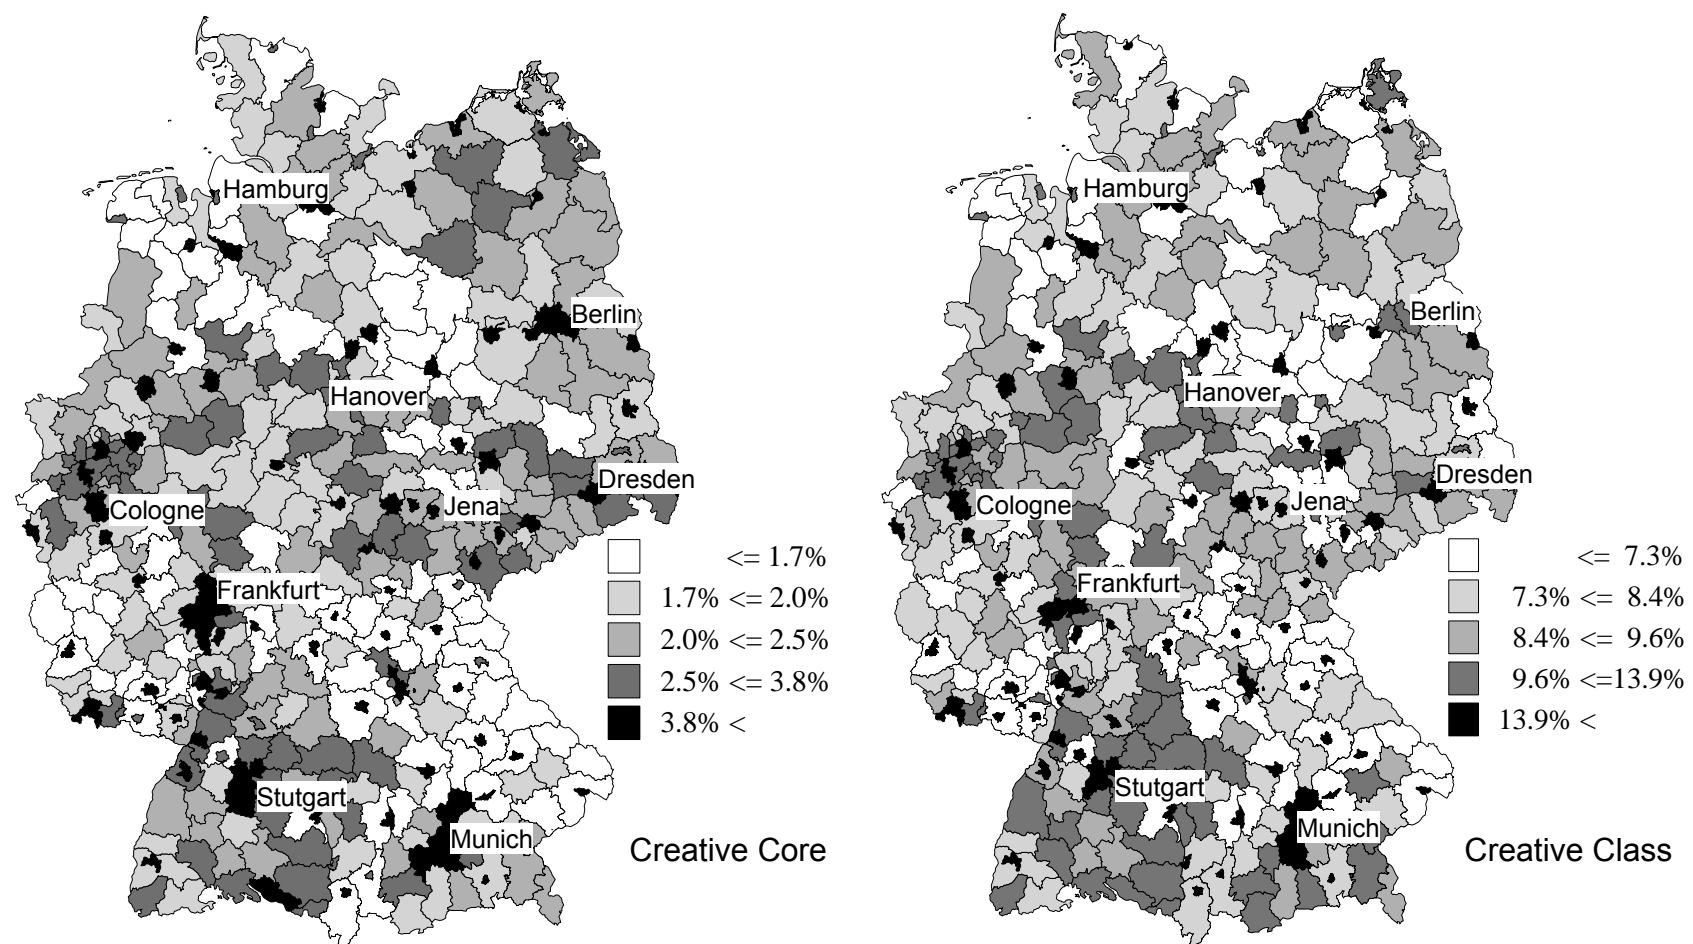 Hamburg
Berlin
Hanover
Dresden
Cologne
Jena
<= 1.7%
Frankfurt
1.7% <= 2.0%
2.0% <= 2.5%
2.5% <= 3.8%
3.8% <
Stutgart
Munich
Creative Core
Hamburg
Berlin
Hanover
Dresden
Cologne
Jena
<= 7.3%
Frankfurt
7.3% <= 8.4%
8.4% <= 9.6%
9.6% <=13.9%
13.9% <
Stutgart
Munich
Creative Class